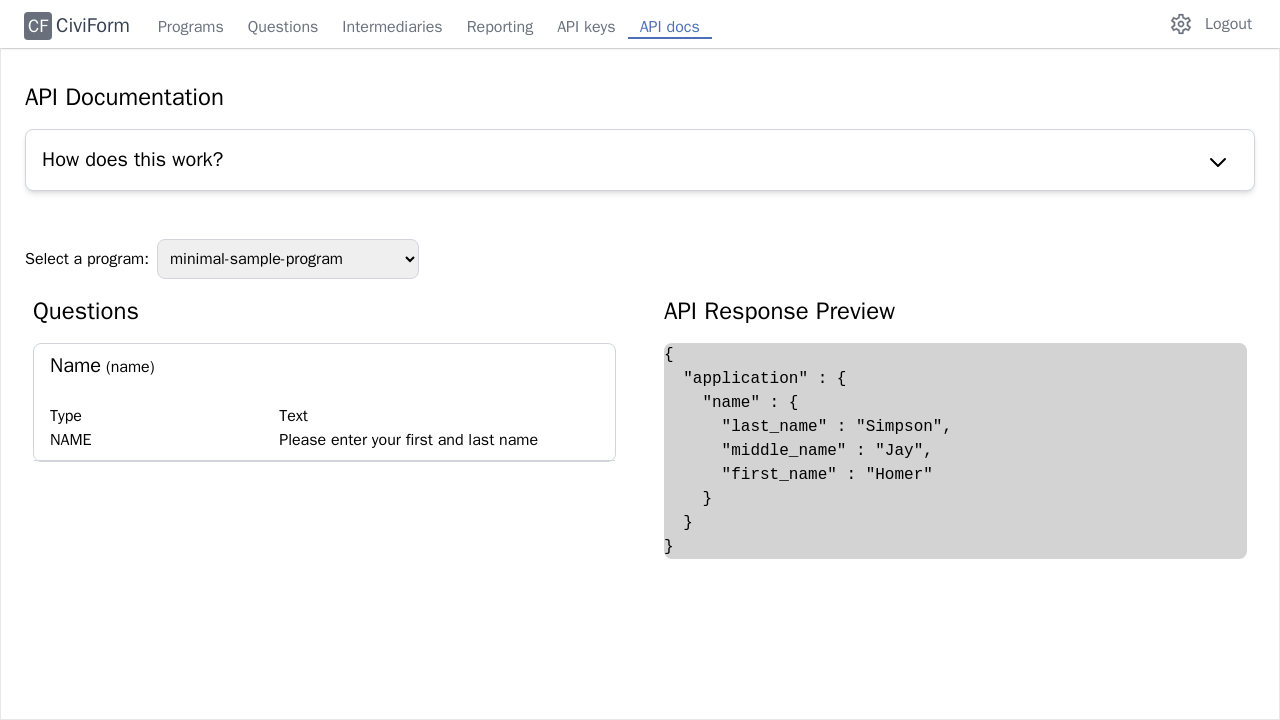 CF CiviForm Programs Questions Intermediaries Reporting API keys API docs Logout
API Documentation
How does this work?
Select a program: minimal-sample-program
Questions
Name (name)
Type Text
NAME Please enter your first and last name
API Response Preview
{
  "application" : {
    "name" : {
      "last_name" : "Simpson",
      "middle_name" : "Jay",
      "first_name" : "Homer"
    }
  }
}